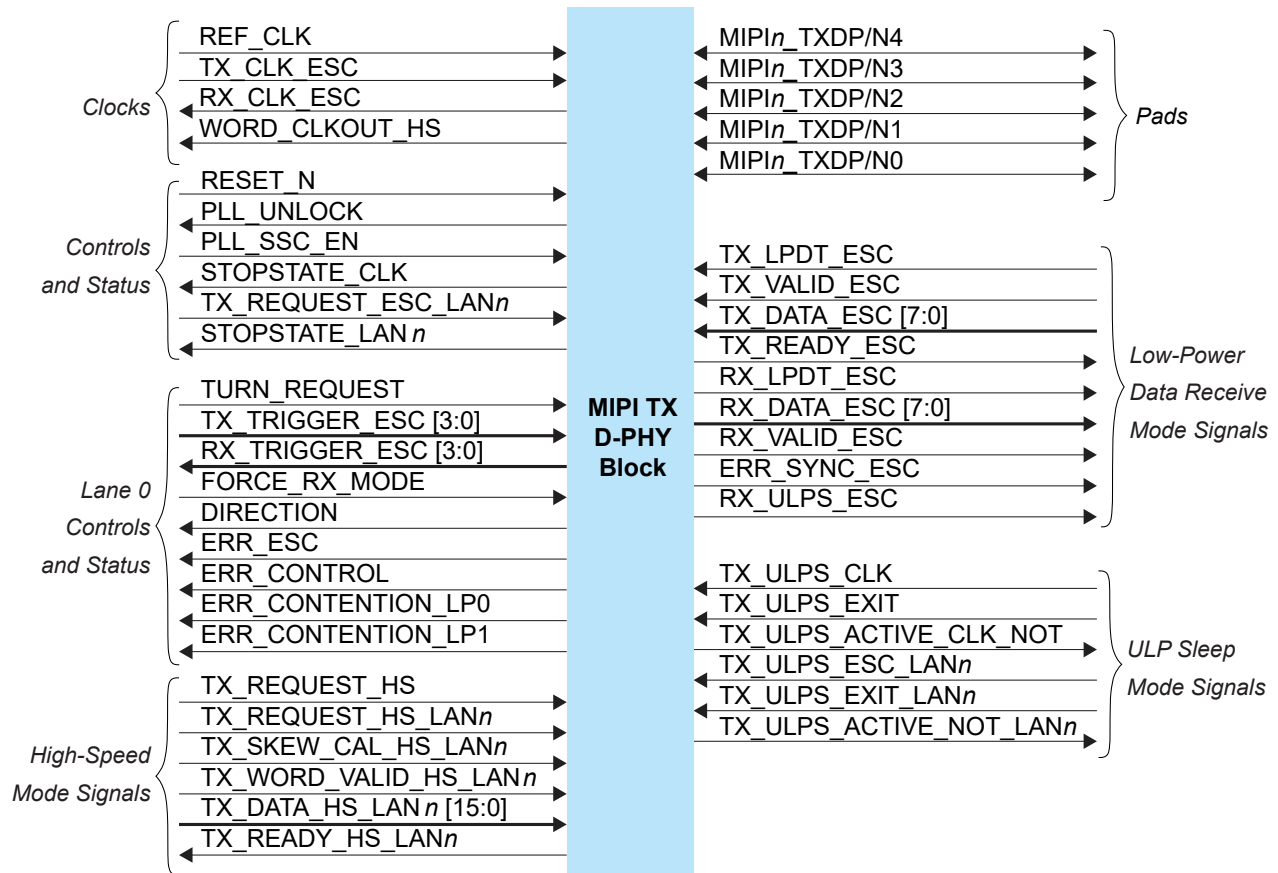 Clocks
REF_CLK
TX_CLK_ESC
RX_CLK_ESC
WORD_CLKOUT_HS
Controls
and Status
RESET_N
PLL_UNLOCK
PLL_SSC_EN
STOPSTATE_CLK
TX_REQUEST_ESC_LANn
STOPSTATE_LAN n
Lane 0
Controls
and Status
TURN_REQUEST
TX_TRIGGER_ESC [3:0]
RX_TRIGGER_ESC [3:0]
FORCE_RX_MODE
DIRECTION
ERR_ESC
ERR_CONTROL
ERR_CONTENTION_LP0
ERR_CONTENTION_LP1
High-Speed
Mode Signals
TX_REQUEST_HS
TX_REQUEST_HS_LANn
TX_SKEW_CAL_HS_LANn
TX_WORD_VALID_HS_LANn
TX_DATA_HS_LAN n [15:0]
TX_READY_HS_LANn
MIPI TX
D-PHY
Block
MIPIn_TXDP/N4
MIPIn_TXDP/N3
MIPIn_TXDP/N2
MIPIn_TXDP/N1
MIPIn_TXDP/N0
Pads
TX_LPDT_ESC
TX_VALID_ESC
TX_DATA_ESC [7:0]
TX_READY_ESC
RX_LPDT_ESC
RX_DATA_ESC [7:0]
RX_VALID_ESC
ERR_SYNC_ESC
RX_ULPS_ESC
Low-Power
Data Receive
Mode Signals
TX_ULPS_CLK
TX_ULPS_EXIT
TX_ULPS_ACTIVE_CLK_NOT
TX_ULPS_ESC_LANn
TX_ULPS_EXIT_LANn
TX_ULPS_ACTIVE_NOT_LANn
ULP Sleep
Mode Signals